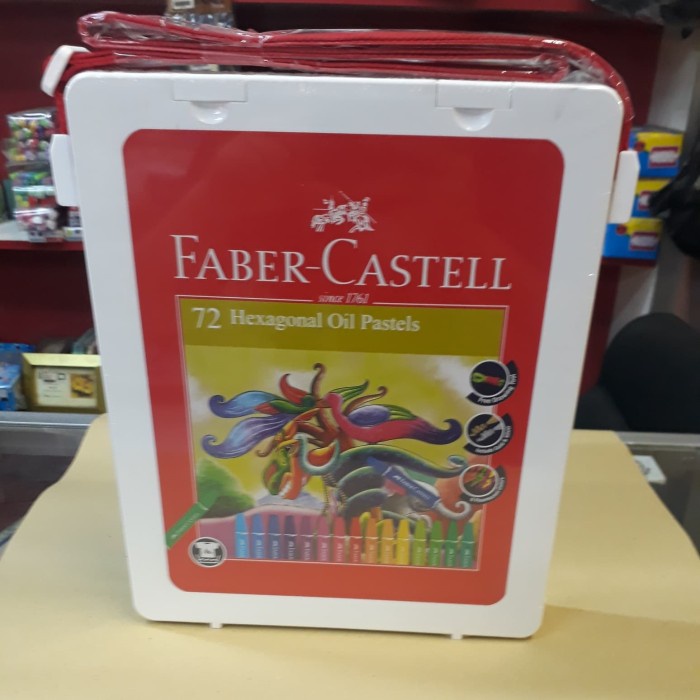 FABER-CASTELL
since 1761
72 Hexagonal Oil Pastels